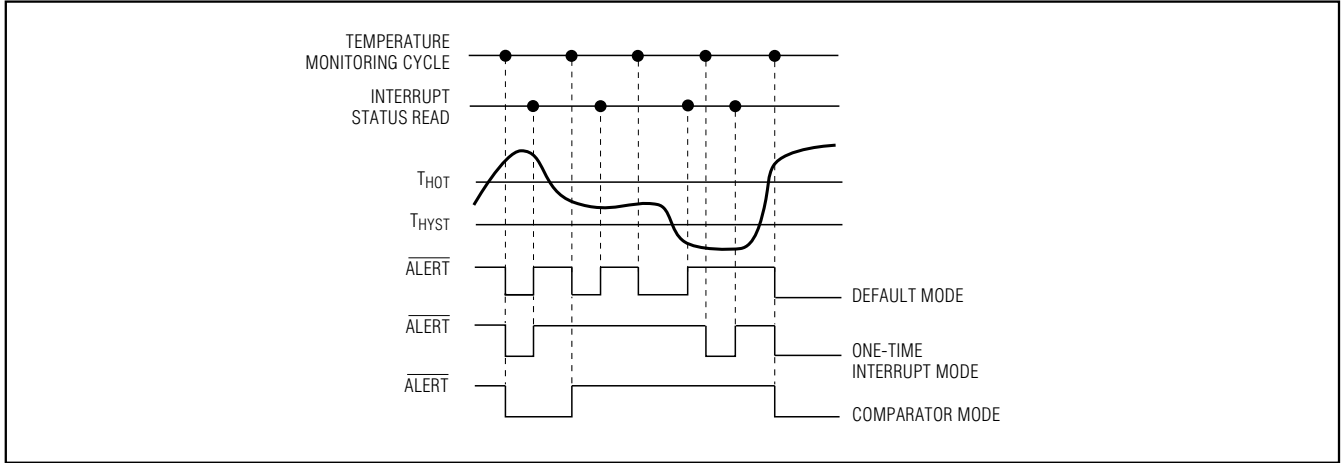 TEMPERATURE
MONITORING CYCLE
INTERRUPT
STATUS READ
THOT
THYST
ALERT
DEFAULT MODE
ALERT
ONE-TIME
INTERRUPT MODE
ALERT
COMPARATOR MODE